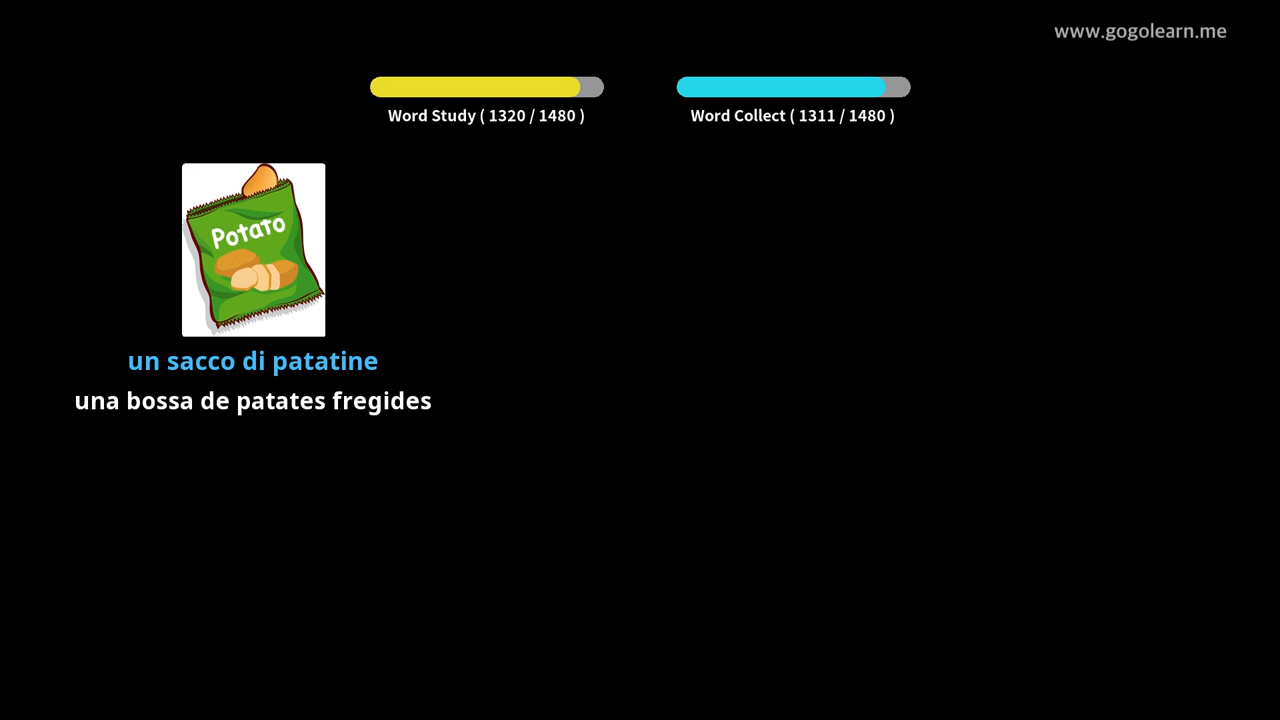 www.gogolearn.me
Word Study ( 1320 / 1480 )
Word Collect ( 1311 / 1480 )
Potato
un sacco di patatine
una bossa de patates fregides